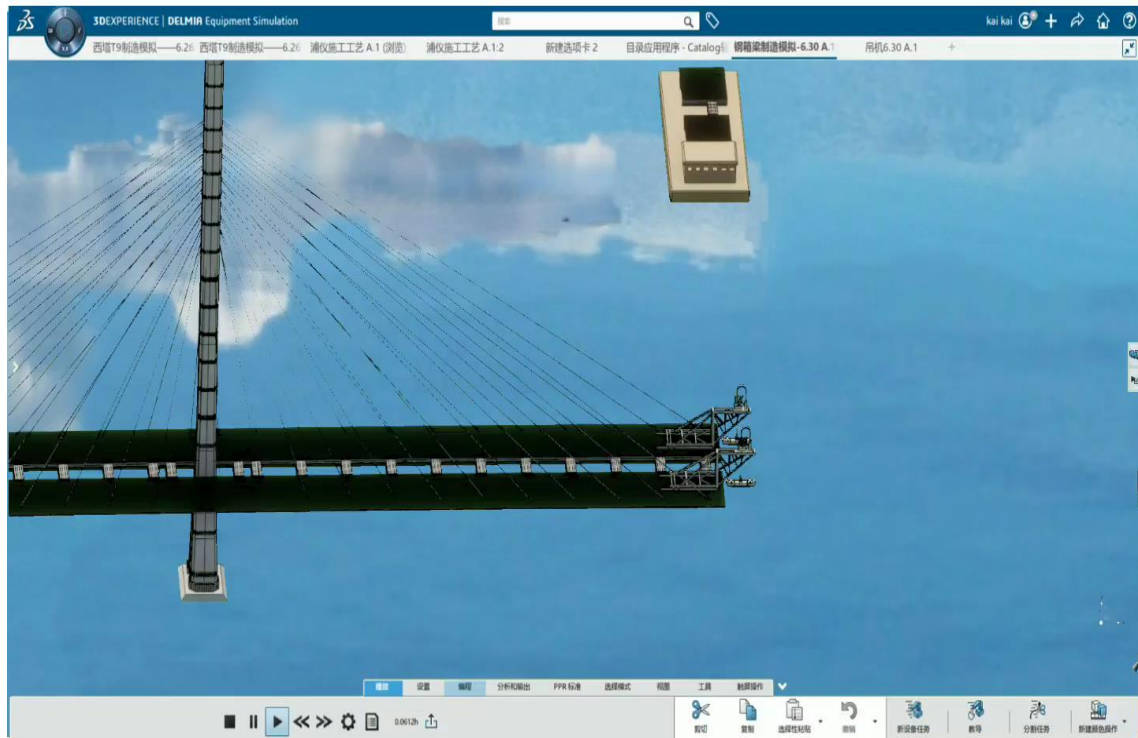 3DEXPERIENCE | DELMIA Equipment Simulation
搜索
kai kai
西塔T9制造模拟——6.26
西塔T9制造模拟——6.26
浦仪施工工艺 A.1 (浏览)
浦仪施工工艺 A.1:2
新建选项卡 2
目录应用程序 - Catalog
钢箱梁制造模拟-6.30 A.1
吊机6.30 A.1
播放
设置
编程
分析和输出
PPR 标准
选择模式
视图
工具
触屏操作
0.0612h
剪切
复制
选择性粘贴
撤销
新设备任务
教导
分割任务
新建颜色操作